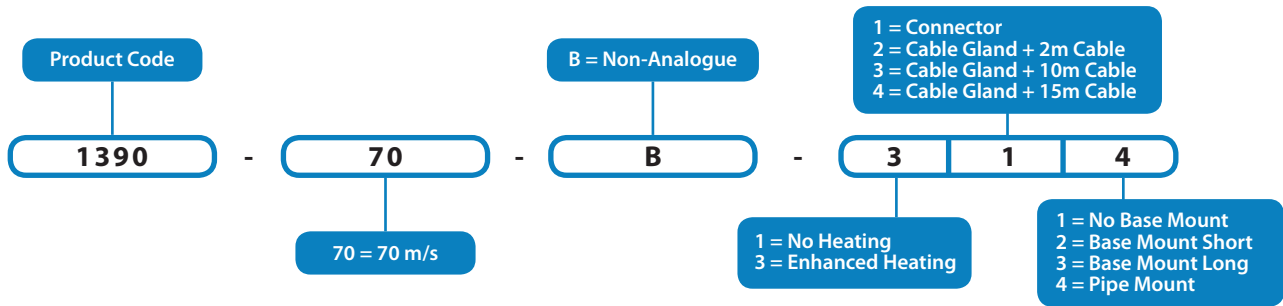 1 = Connector
2 = Cable Gland + 2m Cable
3 = Cable Gland + 10m Cable
4 = Cable Gland + 15m Cable
Product Code
B = Non-Analogue
1390 - 70 - B - 3 1 4
70 = 70 m/s
1 = No Heating
3 = Enhanced Heating
1 = No Base Mount
2 = Base Mount Short
3 = Base Mount Long
4 = Pipe Mount